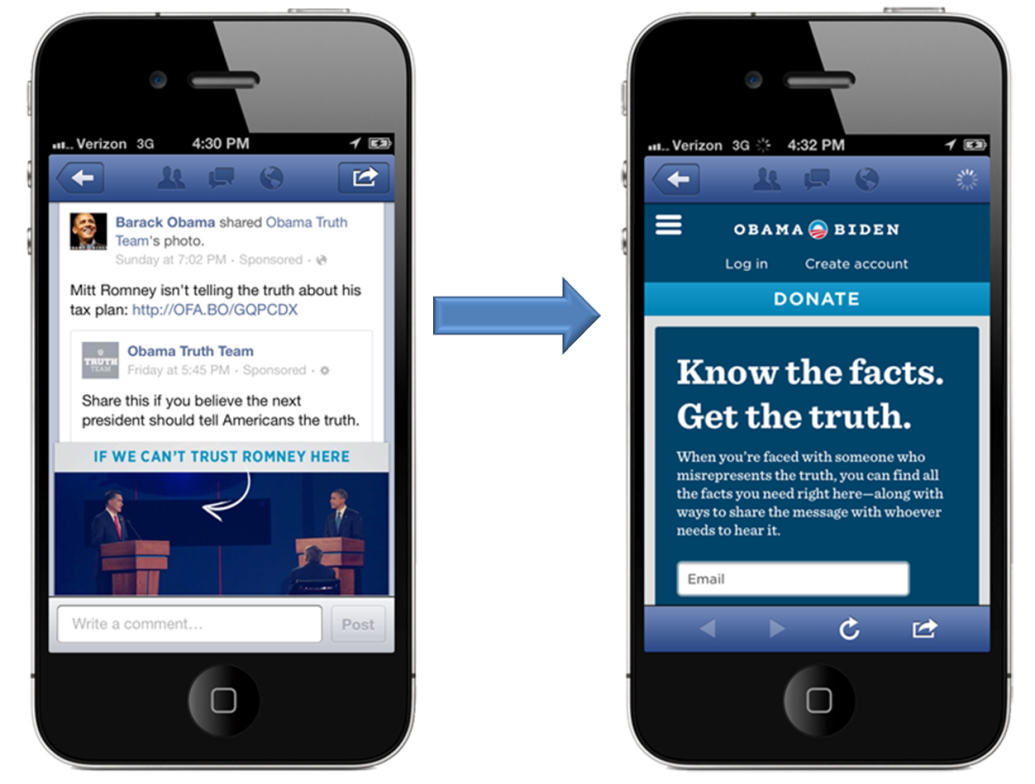 Verizon 3G 4:30 PM
Barack Obama shared Obama Truth
Team's photo.
Sunday at 7:02 PM · Sponsored ·
Mitt Romney isn't telling the truth about his
tax plan: http://OFA.BO/GQPCDX
TRUTH
TEAM
Obama Truth Team
Friday at 5:45 PM · Sponsored ·
Share this if you believe the next
president should tell Americans the truth.
IF WE CAN'T TRUST ROMNEY HERE
Write a comment...
Post
Verizon 3G 4:32 PM
OBAMA BIDEN
Log in Create account
DONATE
Know the facts.
Get the truth.
When you're faced with someone who
misrepresents the truth, you can find all
the facts you need right here—along with
ways to share the message with whoever
needs to hear it.
Email